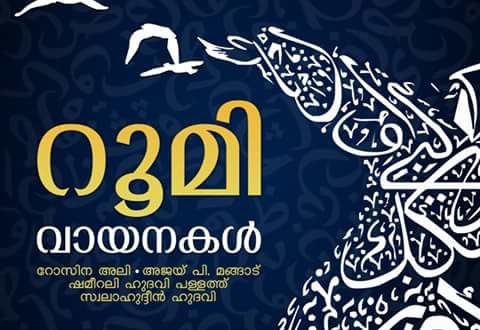 റൂമി
വായനകൾ
റോസിന അലി • അജയ് പി. മങ്ങാട്
ഷമീറലി ഹുദവി പള്ളത്ത്
സ്വലാഹുദ്ദീൻ ഹുദവി